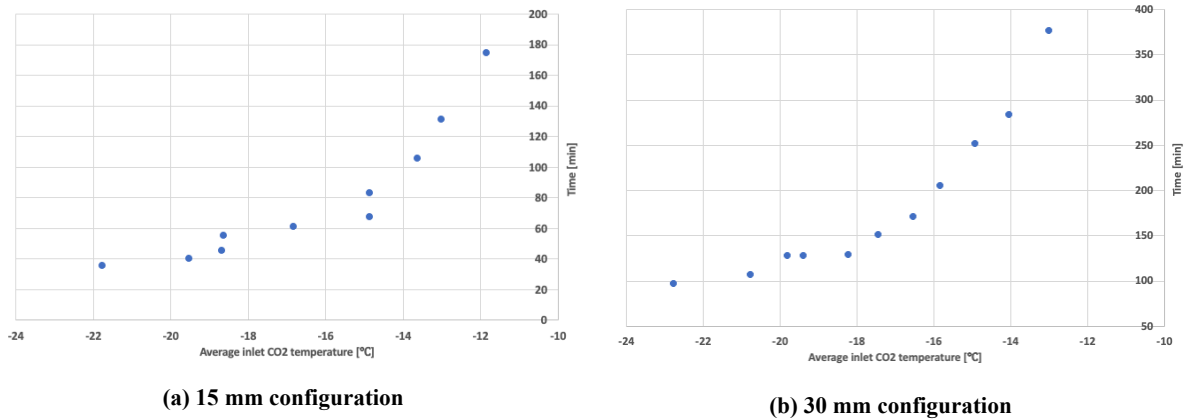 200
180
160
140
120
100
80
60
40
20
0
Time [min]
-24 -22 -20 -18 -16 -14 -12 -10
Average inlet CO2 temperature [°C]
(a) 15 mm configuration
400
350
300
250
200
150
100
50
Time [min]
-24 -22 -20 -18 -16 -14 -12 -10
Average inlet CO2 temperature [°C]
(b) 30 mm configuration